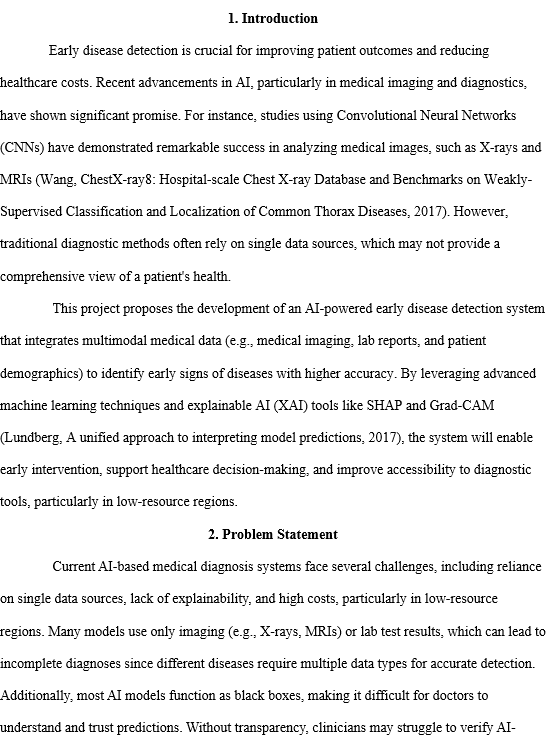 1. Introduction
Early disease detection is crucial for improving patient outcomes and reducing
healthcare costs. Recent advancements in AI, particularly in medical imaging and diagnostics,
have shown significant promise. For instance, studies using Convolutional Neural Networks
(CNNs) have demonstrated remarkable success in analyzing medical images, such as X-rays and
MRIs (Wang, ChestX-ray8: Hospital-scale Chest X-ray Database and Benchmarks on Weakly-
Supervised Classification and Localization of Common Thorax Diseases, 2017). However,
traditional diagnostic methods often rely on single data sources, which may not provide a
comprehensive view of a patient's health.
This project proposes the development of an AI-powered early disease detection system
that integrates multimodal medical data (e.g., medical imaging, lab reports, and patient
demographics) to identify early signs of diseases with higher accuracy. By leveraging advanced
machine learning techniques and explainable AI (XAI) tools like SHAP and Grad-CAM
(Lundberg, A unified approach to interpreting model predictions, 2017), the system will enable
early intervention, support healthcare decision-making, and improve accessibility to diagnostic
tools, particularly in low-resource regions.
2. Problem Statement
Current AI-based medical diagnosis systems face several challenges, including reliance
on single data sources, lack of explainability, and high costs, particularly in low-resource
regions. Many models use only imaging (e.g., X-rays, MRIs) or lab test results, which can lead to
incomplete diagnoses since different diseases require multiple data types for accurate detection.
Additionally, most AI models function as black boxes, making it difficult for doctors to
understand and trust predictions. Without transparency, clinicians may struggle to verify AI-